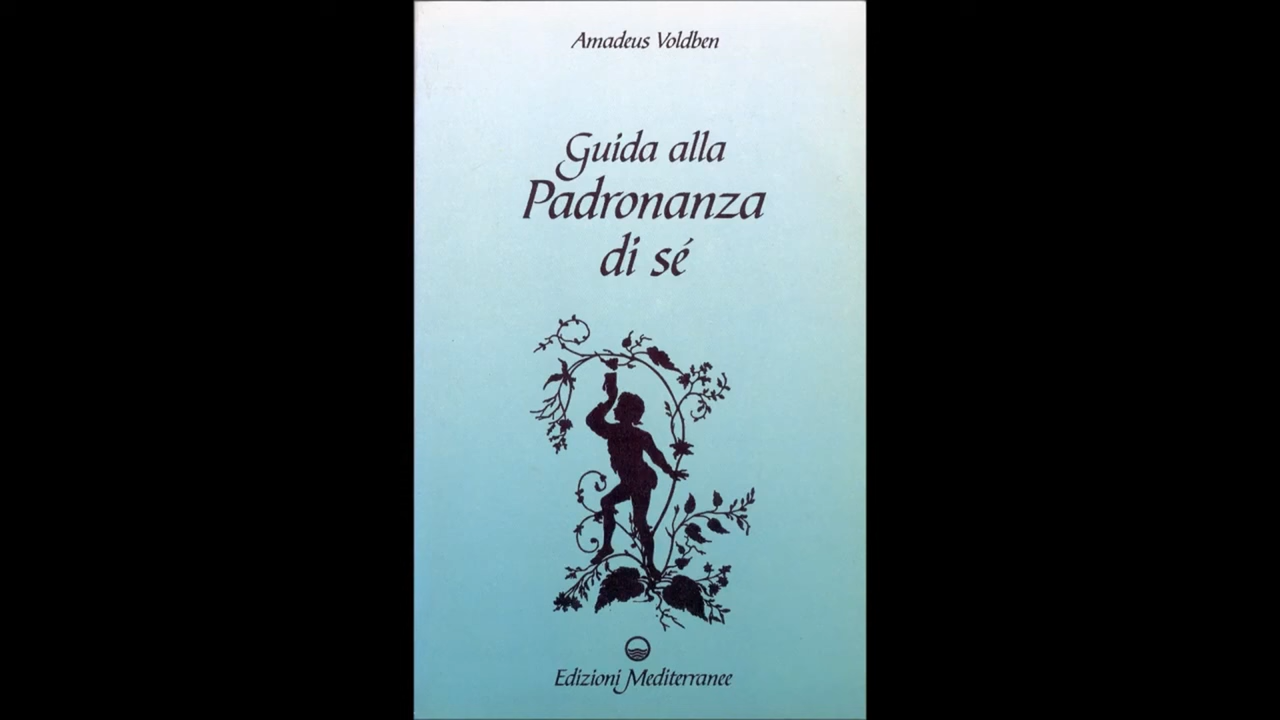 Amadeus Voldben
Guida alla
Padronanza
di sé
Edizioni Mediterranee